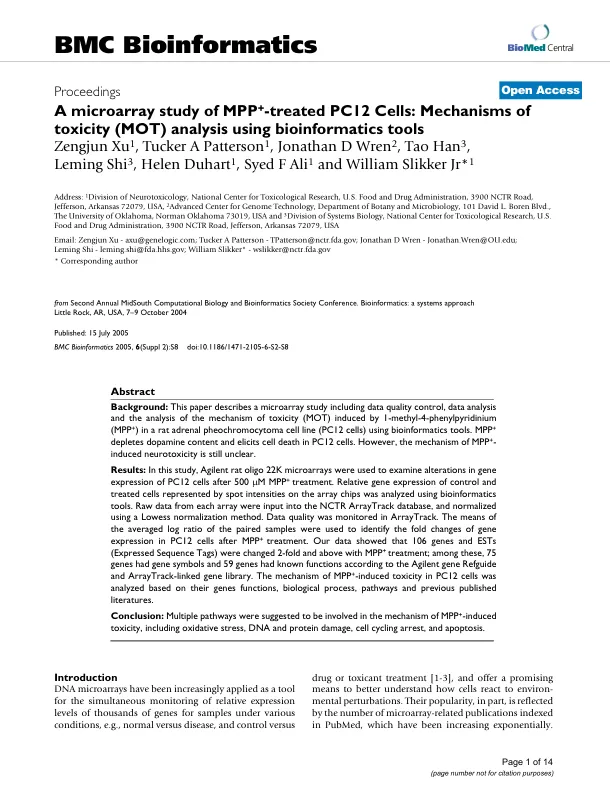 BMC Bioinformatics
BioMed Central
Proceedings
Open Access
A microarray study of MPP+-treated PC12 Cells: Mechanisms of
toxicity (MOT) analysis using bioinformatics tools
Zengjun Xu1, Tucker A Patterson1, Jonathan D Wren2, Tao Han3,
Leming Shi3, Helen Duhart1, Syed F Ali1 and William Slikker Jr*1
Address: 1Division of Neurotoxicology, National Center for Toxicological Research, U.S. Food and Drug Administration, 3900 NCTR Road,
Jefferson, Arkansas 72079, USA, 2Advanced Center for Genome Technology, Department of Botany and Microbiology, 101 David L. Boren Blvd.,
The University of Oklahoma, Norman Oklahoma 73019, USA and 3Division of Systems Biology, National Center for Toxicological Research, U.S.
Food and Drug Administration, 3900 NCTR Road, Jefferson, Arkansas 72079, USA
Email: Zengjun Xu - axu@genelogic.com; Tucker A Patterson - TPatterson@nctr.fda.gov; Jonathan D Wren - Jonathan.Wren@OU.edu;
Leming Shi - leming.shi@fda.hhs.gov; William Slikker* - wslikker@nctr.fda.gov
* Corresponding author
from Second Annual MidSouth Computational Biology and Bioinformatics Society Conference. Bioinformatics: a systems approach
Little Rock, AR, USA, 7–9 October 2004
Published: 15 July 2005
BMC Bioinformatics 2005, 6(Suppl 2):S8 doi:10.1186/1471-2105-6-S2-S8
Abstract
Background: This paper describes a microarray study including data quality control, data analysis
and the analysis of the mechanism of toxicity (MOT) induced by 1-methyl-4-phenylpyridinium
(MPP+) in a rat adrenal pheochromocytoma cell line (PC12 cells) using bioinformatics tools. MPP+
depletes dopamine content and elicits cell death in PC12 cells. However, the mechanism of MPP+-
induced neurotoxicity is still unclear.
Results: In this study, Agilent rat oligo 22K microarrays were used to examine alterations in gene
expression of PC12 cells after 500 μM MPP+ treatment. Relative gene expression of control and
treated cells represented by spot intensities on the array chips was analyzed using bioinformatics
tools. Raw data from each array were input into the NCTR ArrayTrack database, and normalized
using a Lowess normalization method. Data quality was monitored in ArrayTrack. The means of
the averaged log ratio of the paired samples were used to identify the fold changes of gene
expression in PC12 cells after MPP+ treatment. Our data showed that 106 genes and ESTs
(Expressed Sequence Tags) were changed 2-fold and above with MPP+ treatment; among these, 75
genes had gene symbols and 59 genes had known functions according to the Agilent gene Refguide
and ArrayTrack-linked gene library. The mechanism of MPP+-induced toxicity in PC12 cells was
analyzed based on their genes functions, biological process, pathways and previous published
literatures.
Conclusion: Multiple pathways were suggested to be involved in the mechanism of MPP+-induced
toxicity, including oxidative stress, DNA and protein damage, cell cycling arrest, and apoptosis.
Introduction
DNA microarrays have been increasingly applied as a tool
for the simultaneous monitoring of relative expression
levels of thousands of genes for samples under various
conditions, e.g., normal versus disease, and control versus
drug or toxicant treatment [1-3], and offer a promising
means to better understand how cells react to environ-
mental perturbations. Their popularity, in part, is reflected
by the number of microarray-related publications indexed
in PubMed, which have been increasing exponentially.
Page 1 of 14
(page number not for citation purposes)